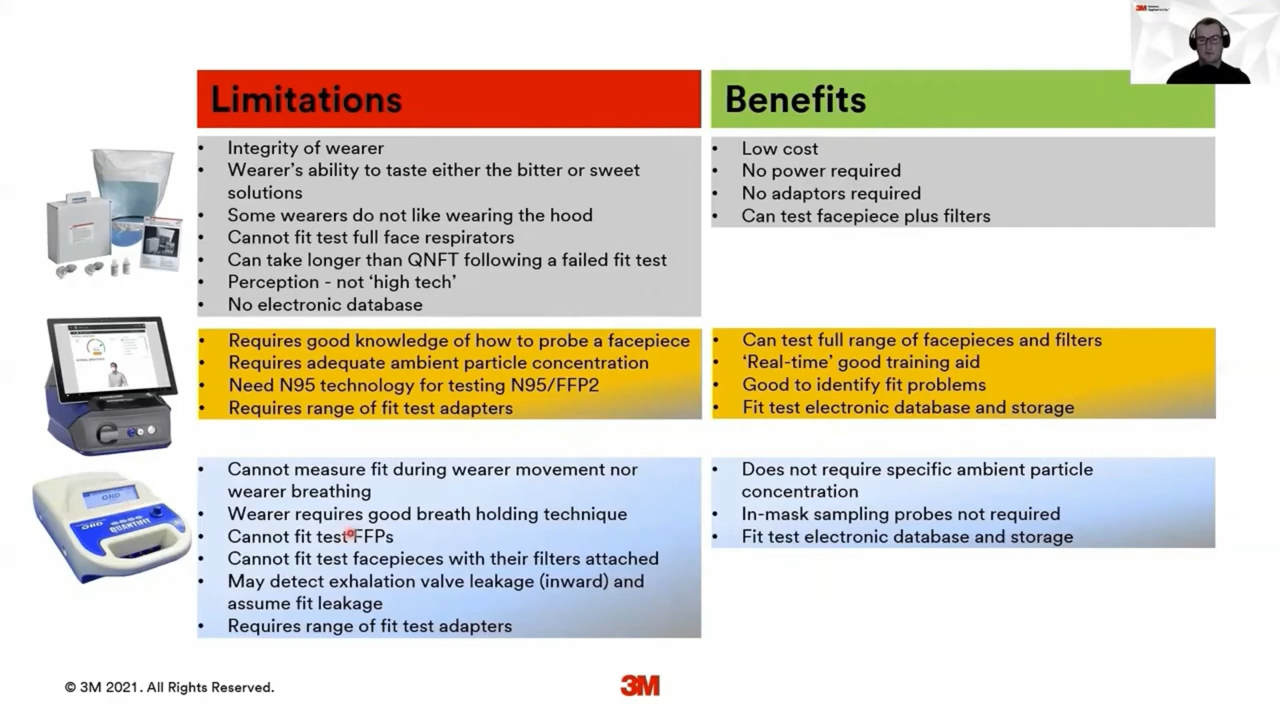 Limitations
Benefits
• Integrity of wearer
• Wearer's ability to taste either the bitter or sweet
solutions
• Some wearers do not like wearing the hood
• Cannot fit test full face respirators
• Can take longer than QNFT following a failed fit test
• Perception - not 'high tech'
• No electronic database
• Low cost
• No power required
• No adaptors required
• Can test facepiece plus filters
• Requires good knowledge of how to probe a facepiece
• Requires adequate ambient particle concentration
• Need N95 technology for testing N95/FFP2
• Requires range of fit test adapters
• Can test full range of facepieces and filters
• 'Real-time' good training aid
• Good to identify fit problems
• Fit test electronic database and storage
OHD
QUANTIFIT
• Cannot measure fit during wearer movement nor
wearer breathing
• Wearer requires good breath holding technique
• Cannot fit test FFPs
• Cannot fit test facepieces with their filters attached
• May detect exhalation valve leakage (inward) and
assume fit leakage
• Requires range of fit test adapters
• Does not require specific ambient particle
concentration
• In-mask sampling probes not required
• Fit test electronic database and storage
© 3M 2021. All Rights Reserved.
3M
3M